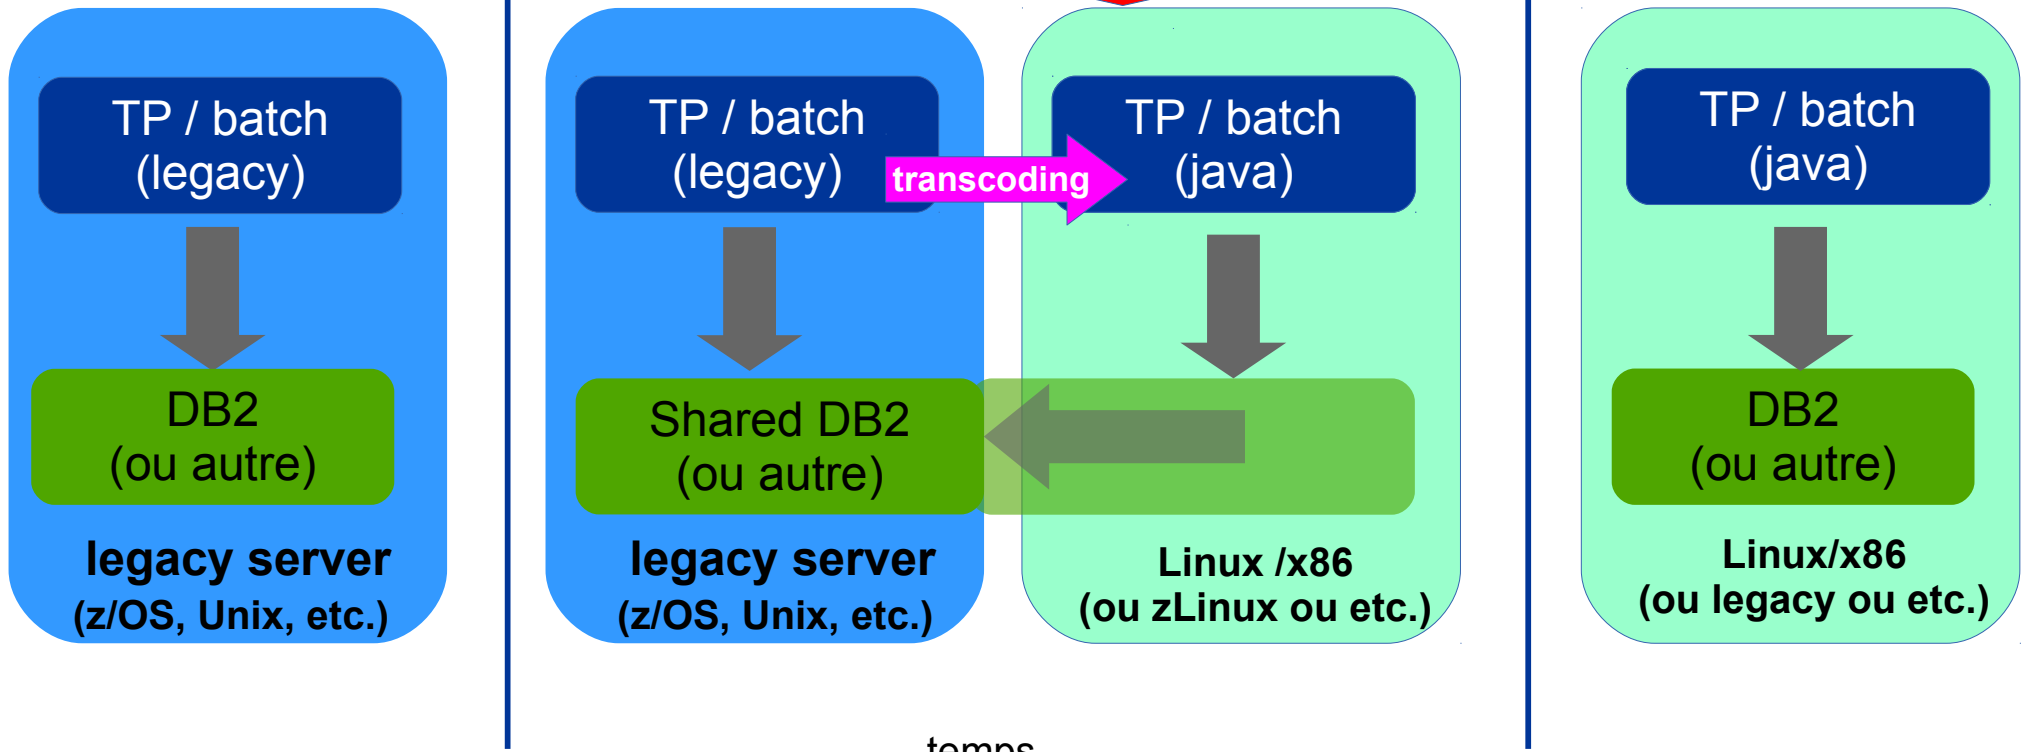 TP / batch
(legacy)
DB2
(ou autre)
legacy server
(z/OS, Unix, etc.)
TP / batch
(legacy)
transcoding
TP / batch
(java)
Shared DB2
(ou autre)
legacy server
(z/OS, Unix, etc.)
Linux /x86
(ou zLinux ou etc.)
TP / batch
(java)
DB2
(ou autre)
Linux/x86
(ou legacy ou etc.)
temps